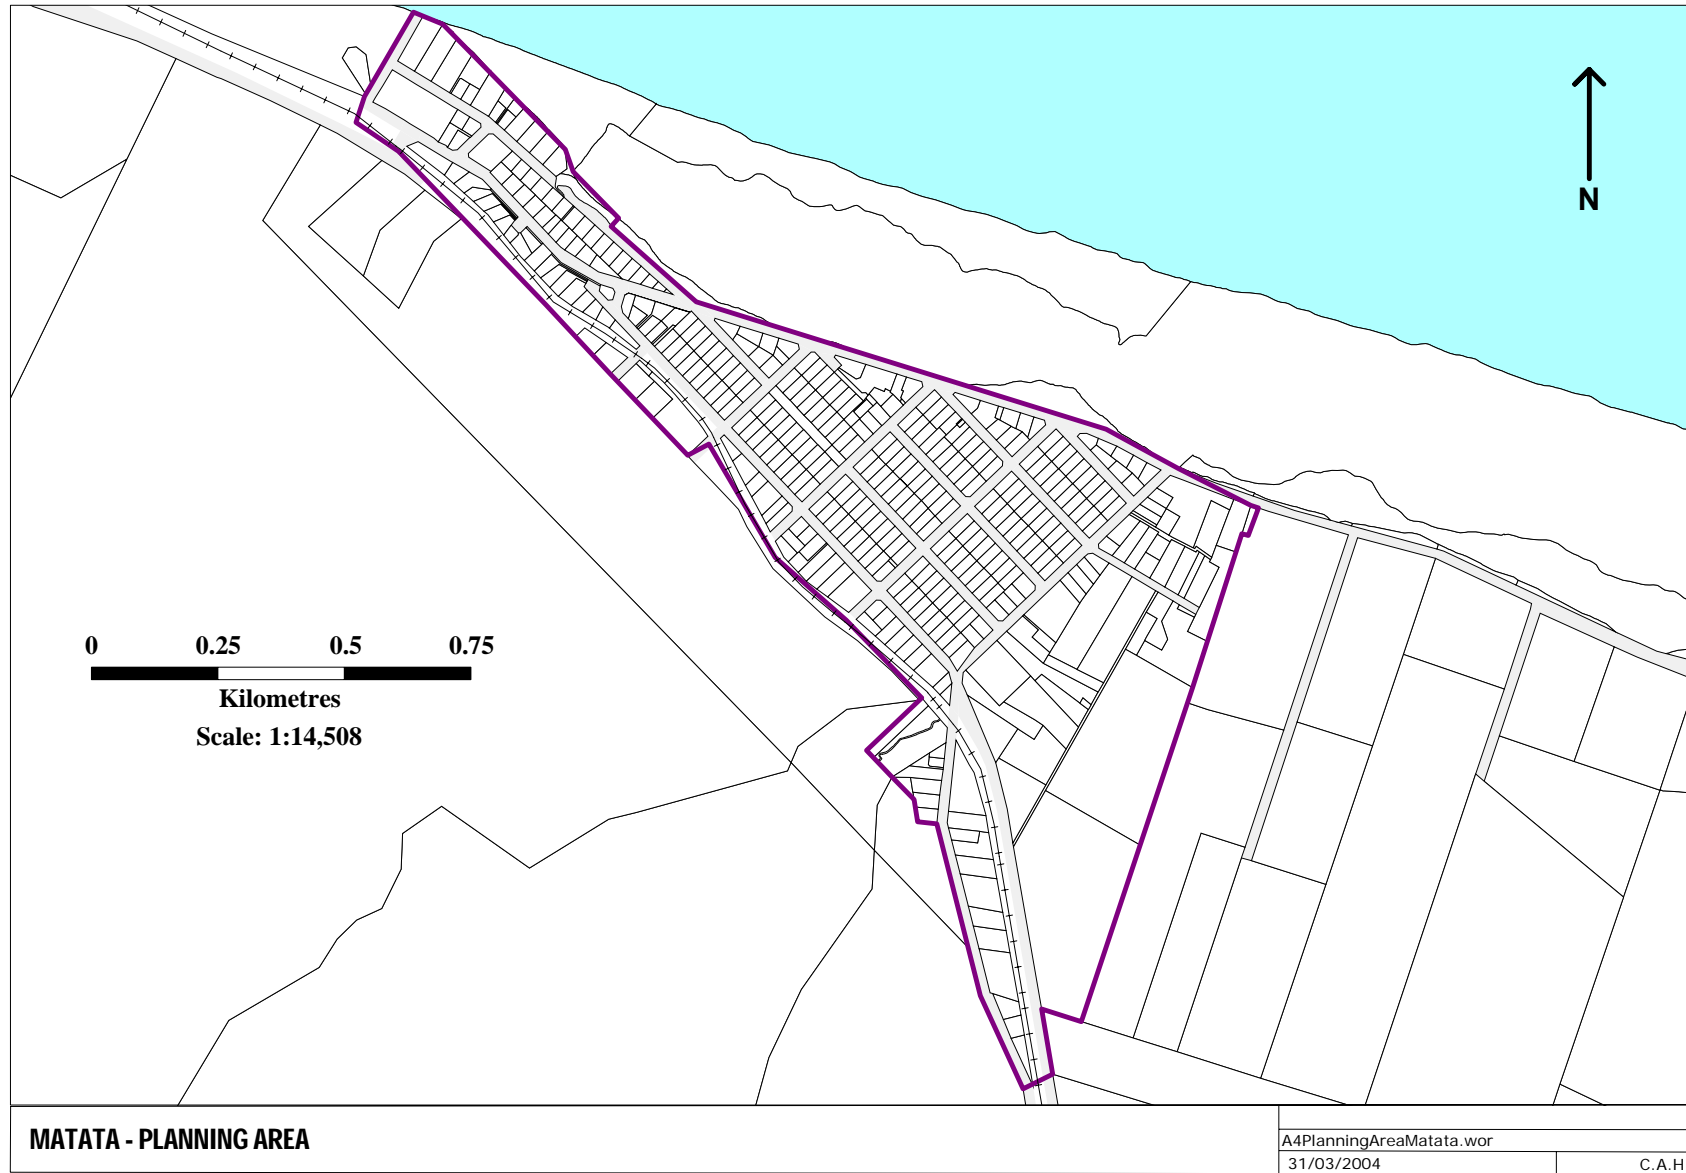 N
0 0.25 0.5 0.75
Kilometres
Scale: 1:14,508
MATATA - PLANNING AREA
A4PlanningAreaMatata.wor
31/03/2004 C.A.H